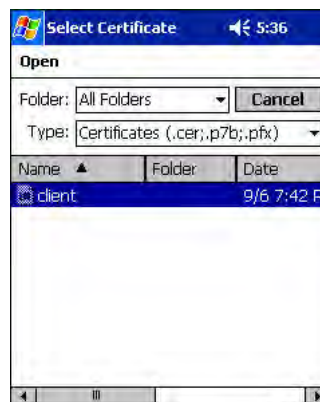 Select Certificate 5:36
Open
Folder: All Folders Cancel
Type: Certificates (.cer;.p7b;.pfx)
Name Folder Date
client 9/6 7:42 P